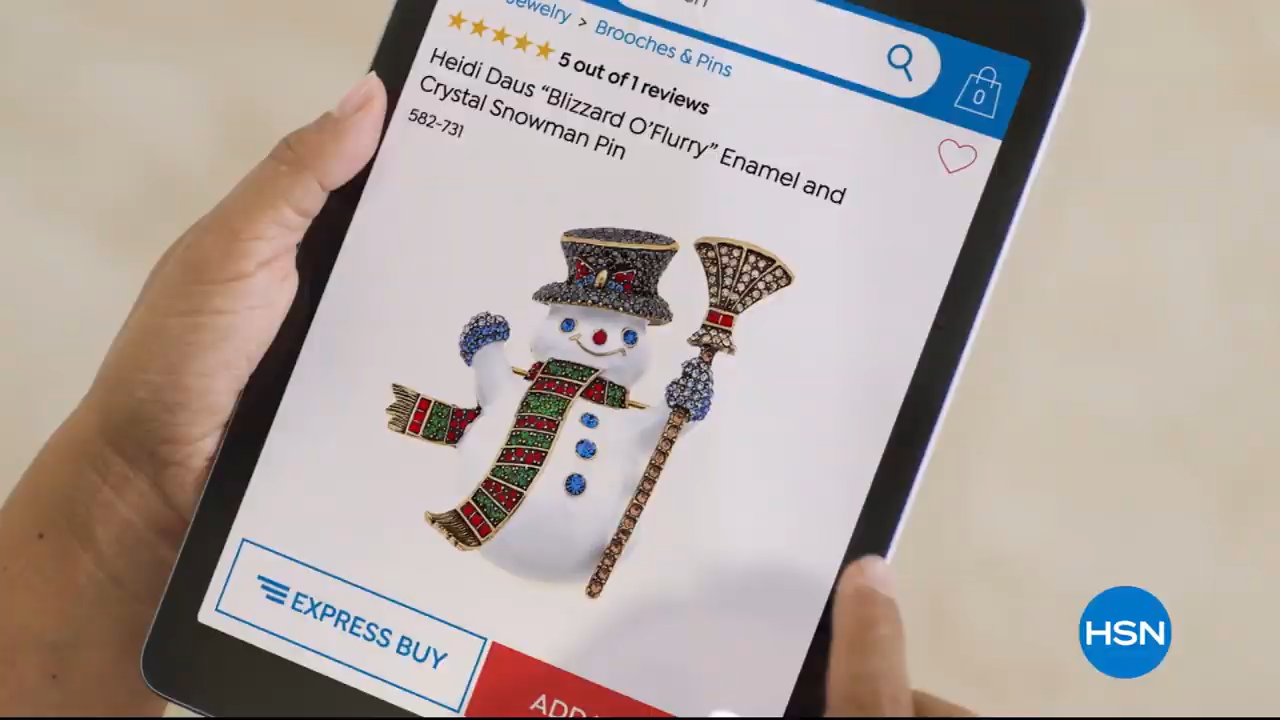 Jewelry > Brooches & Pins
5 out of 1 reviews
0
Heidi Daus “Blizzard O’Flurry” Enamel and
Crystal Snowman Pin
582-731
EXPRESS BUY
ADD
HSN